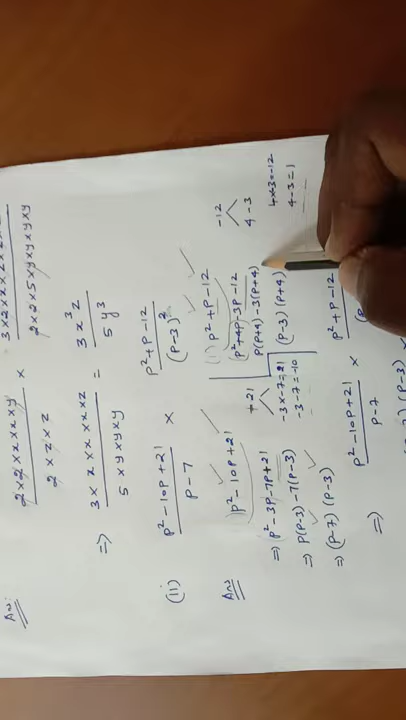 Ans:
2×2×x×x×y / 2×z×z × 3×2×x×z×z / 2×2×5×y×y×y×y
⇒ 3×x×x×x×z / 5×y×y×y = 3x³z / 5y³
(ii) p²-10p+21 / p-7 × p²+p-12 / (p-3)²
Ans p²-10p+21
⇒ p²-3p-7p+21
⇒ p(p-3)-7(p-3)
⇒ (p-7) (p-3)
+21
-3×-7=21
-3-7=-10
(i) p²+p-12
p²+4p-3p-12
p(p+4)-3(p+4)
(p-3) (p+4)
-12
4 -3
4×-3=-12
4-3=1
⇒ p²-10p+21 / p-7 × p²+p-12 / (p
(p-3) ×